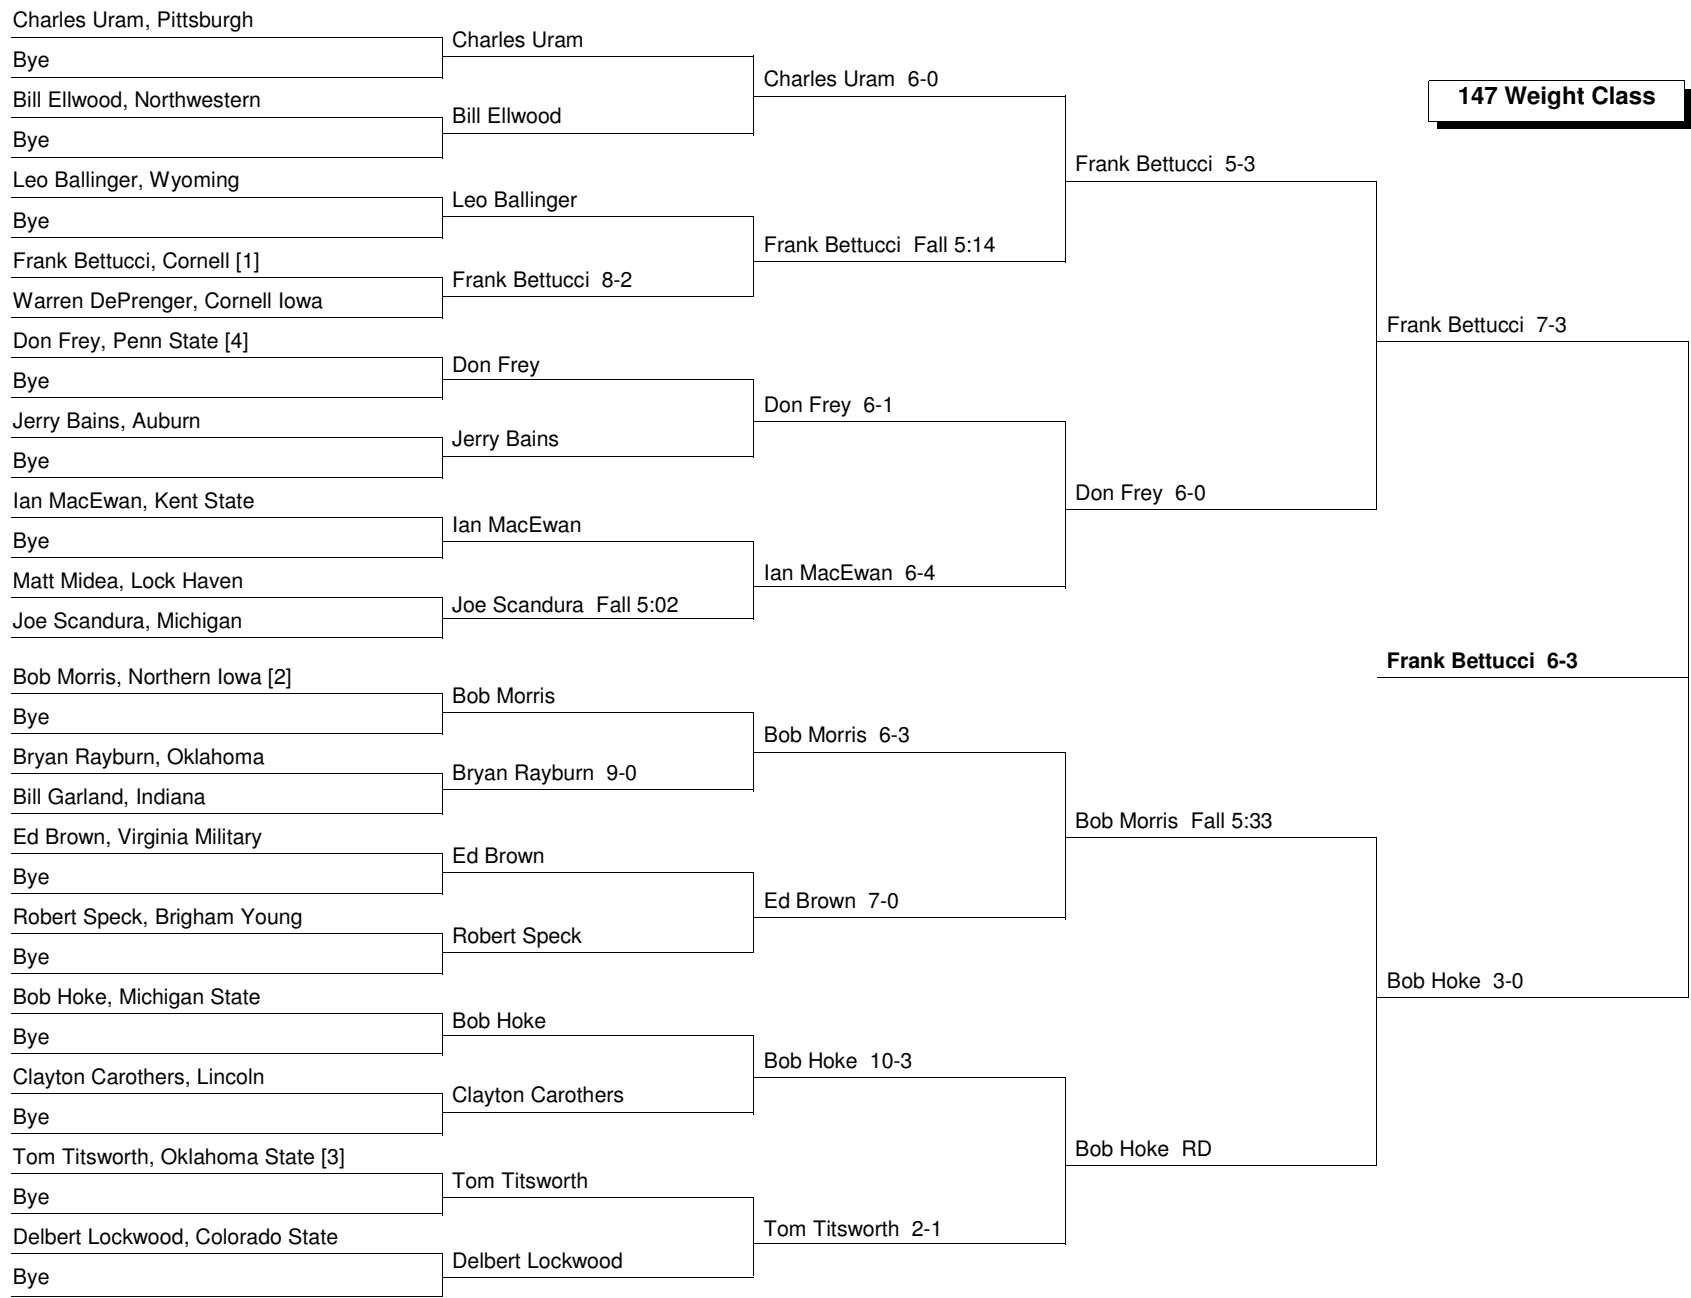 Charles Uram, Pittsburgh
Bye
Bill Ellwood, Northwestern
Bye
Leo Ballinger, Wyoming
Bye
Frank Bettucci, Cornell [1]
Warren DePrenger, Cornell Iowa
Don Frey, Penn State [4]
Bye
Jerry Bains, Auburn
Bye
Ian MacEwan, Kent State
Bye
Matt Midea, Lock Haven
Joe Scandura, Michigan
Bob Morris, Northern Iowa [2]
Bye
Bryan Rayburn, Oklahoma
Bill Garland, Indiana
Ed Brown, Virginia Military
Bye
Robert Speck, Brigham Young
Bye
Bob Hoke, Michigan State
Bye
Clayton Carothers, Lincoln
Bye
Tom Titsworth, Oklahoma State [3]
Bye
Delbert Lockwood, Colorado State
Bye
Charles Uram
Bill Ellwood
Leo Ballinger
Frank Bettucci 8-2
Don Frey
Jerry Bains
Ian MacEwan
Joe Scandura Fall 5:02
Bob Morris
Bryan Rayburn 9-0
Ed Brown
Robert Speck
Bob Hoke
Clayton Carothers
Tom Titsworth
Delbert Lockwood
Charles Uram 6-0
Frank Bettucci Fall 5:14
Don Frey 6-1
Ian MacEwan 6-4
Bob Morris 6-3
Ed Brown 7-0
Bob Hoke 10-3
Tom Titsworth 2-1
Frank Bettucci 5-3
Don Frey 6-0
Bob Morris Fall 5:33
Bob Hoke RD
147 Weight Class
Frank Bettucci 7-3
Frank Bettucci 6-3
Bob Hoke 3-0